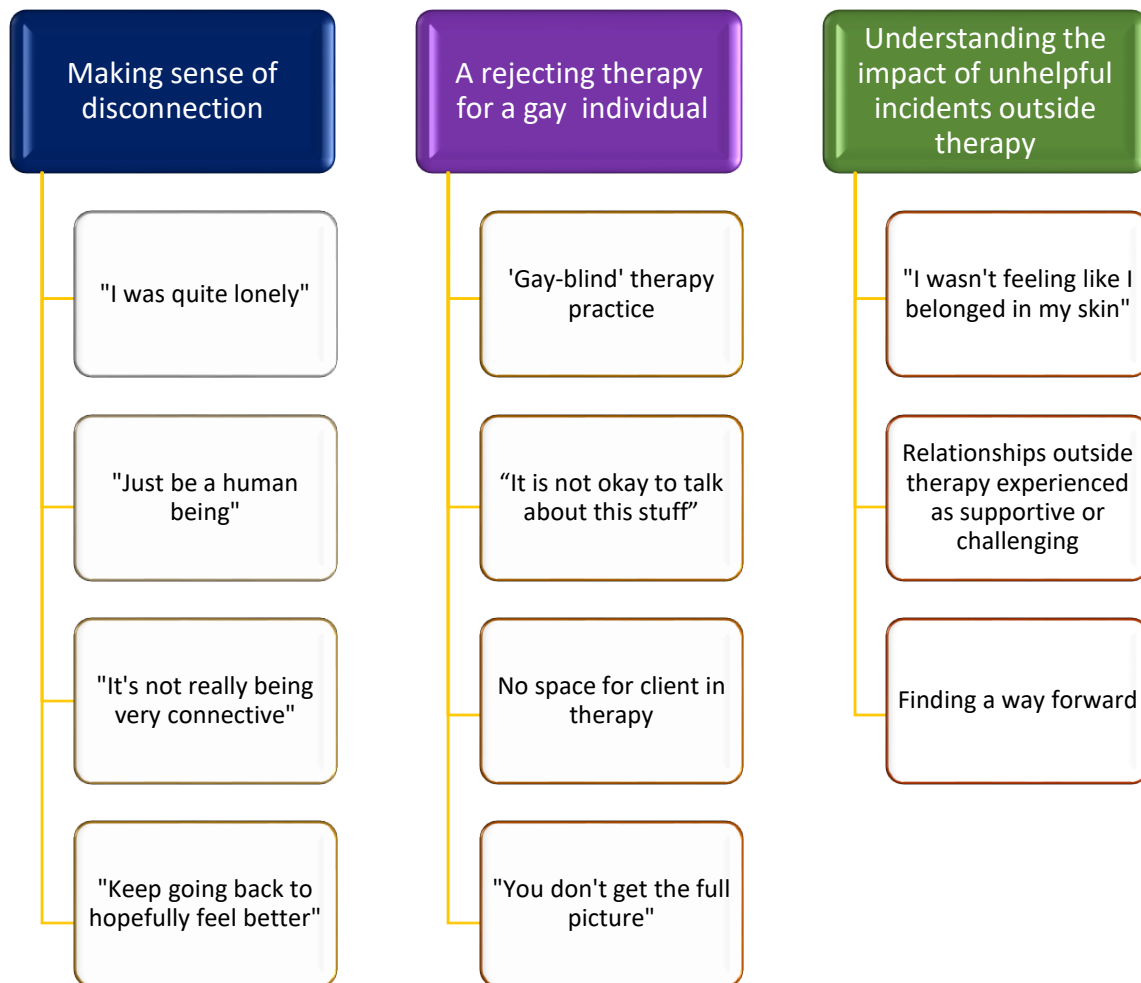 Making sense of
disconnection
"I was quite lonely"
"Just be a human
being"
"It's not really being
very connective"
"Keep going back to
hopefully feel better"
A rejecting therapy
for a gay  individual
'Gay-blind' therapy
practice
“It is not okay to talk
about this stuff”
No space for client in
therapy
"You don't get the full
picture"
Understanding the
impact of unhelpful
incidents outside
therapy
"I wasn't feeling like I
belonged in my skin"
Relationships outside
therapy experienced
as supportive or
challenging
Finding a way forward